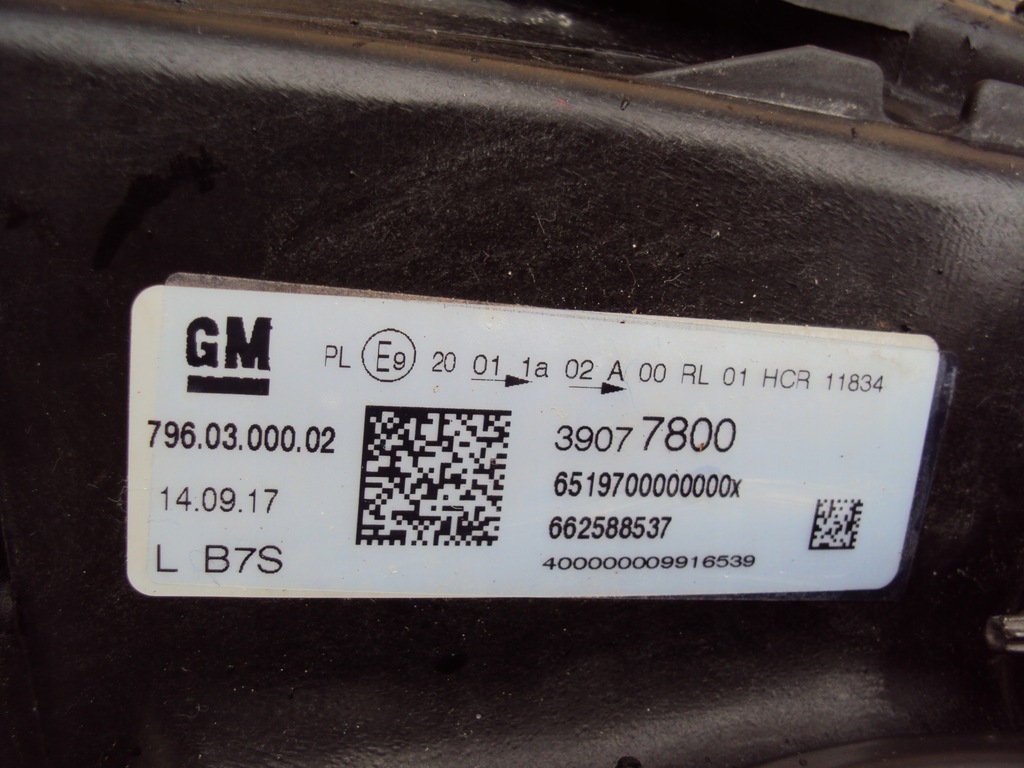 GM
PL E9 20 01 1a 02 A 00 RL 01 HCR 11834
796.03.000.02
39077800
6519700000000x
14.09.17
662588537
L B7S
400000009916539